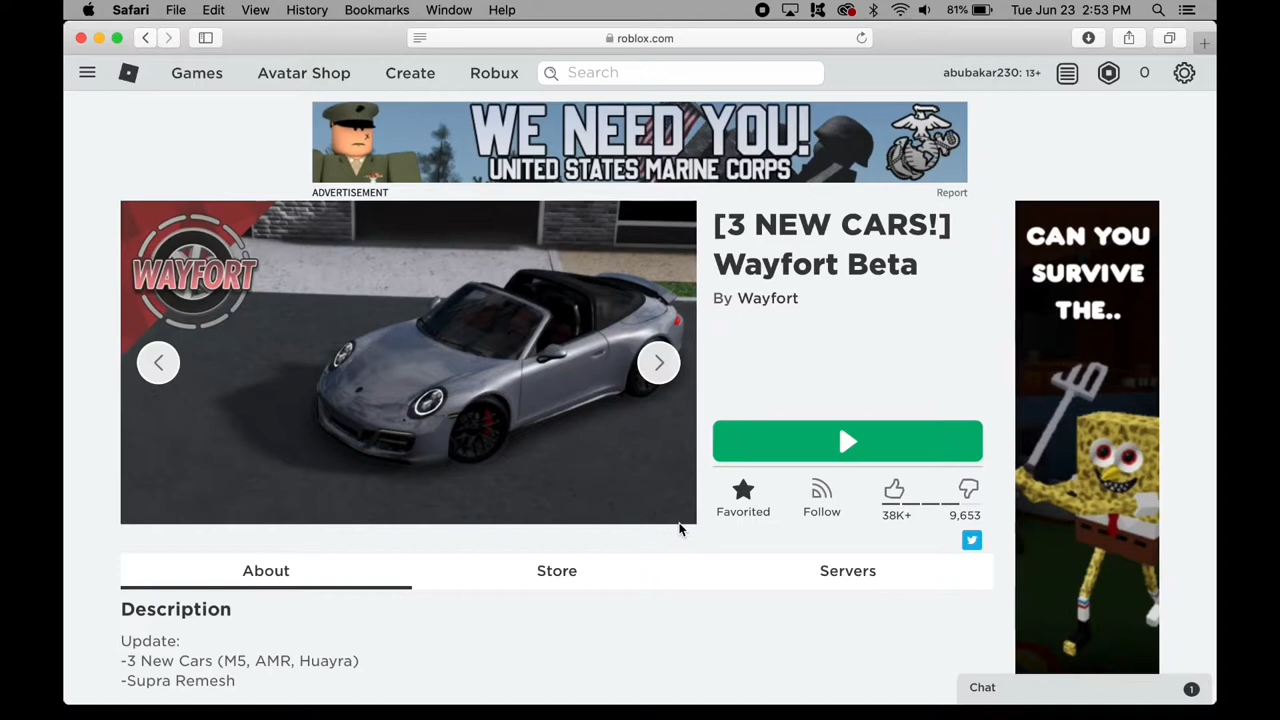 Safari File Edit View History Bookmarks Window Help 81% Tue Jun 23 2:53 PM
roblox.com
Games Avatar Shop Create Robux Search abubakar230: 13+ 0
WE NEED YOU!
UNITED STATES MARINE CORPS
ADVERTISEMENT Report
WAYFORT
[3 NEW CARS!]
Wayfort Beta
By Wayfort
CAN YOU
SURVIVE
THE..
Favorited Follow 38K+ 9,653
About Store Servers
Description
Update:
-3 New Cars (M5, AMR, Huayra)
-Supra Remesh
Chat 1